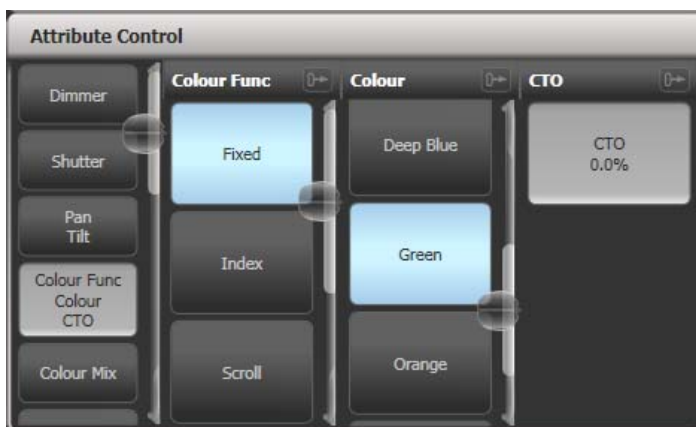 Attribute Control
Dimmer
Shutter
Pan
Tilt
Colour Func
Colour
CTO
Colour Mix
Colour Func
Fixed
Index
Scroll
Colour
Deep Blue
Green
Orange
CTO
CTO
0.0%